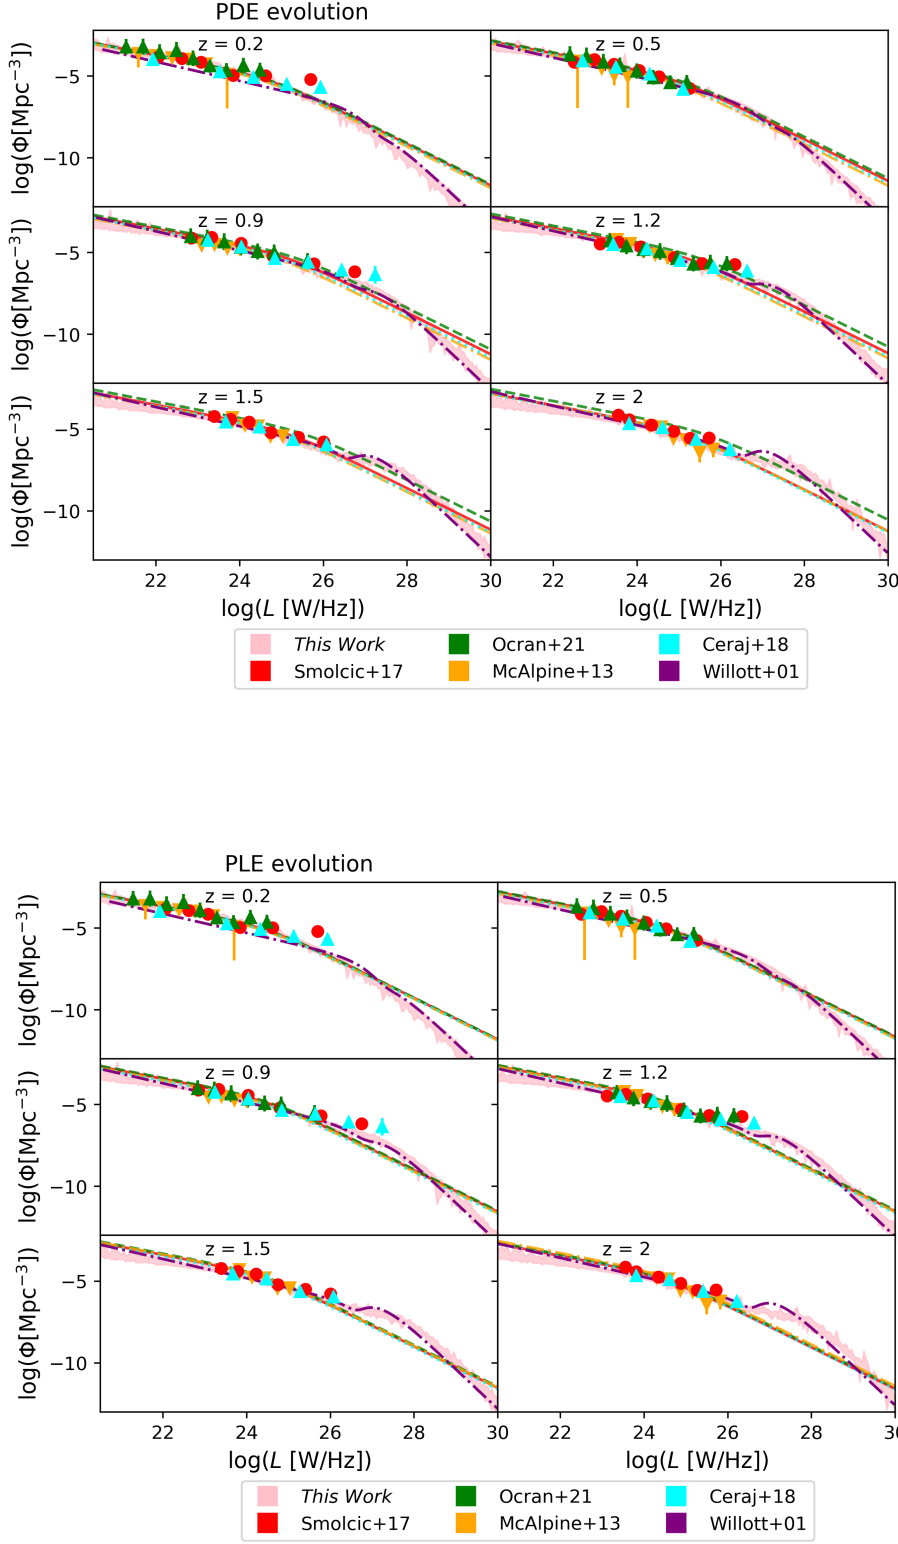 PDE evolution
z = 0.2
z = 0.5
−5
−10
log(Φ[Mpc−3])
z = 0.9
z = 1.2
−5
−10
log(Φ[Mpc−3])
z = 1.5
z = 2
−5
−10
log(Φ[Mpc−3])
22 24 26 28 30 22 24 26 28 30
log(L [W/Hz]) log(L [W/Hz])
This Work Ocran+21 Ceraj+18
Smolcic+17 McAlpine+13 Willott+01
PLE evolution
z = 0.2
z = 0.5
−5
−10
log(Φ[Mpc−3])
z = 0.9
z = 1.2
−5
−10
log(Φ[Mpc−3])
z = 1.5
z = 2
−5
−10
log(Φ[Mpc−3])
22 24 26 28 30 22 24 26 28
log(L [W/Hz]) log(L [W/Hz])
This Work Ocran+21 Ceraj+18
Smolcic+17 McAlpine+13 Willott+01